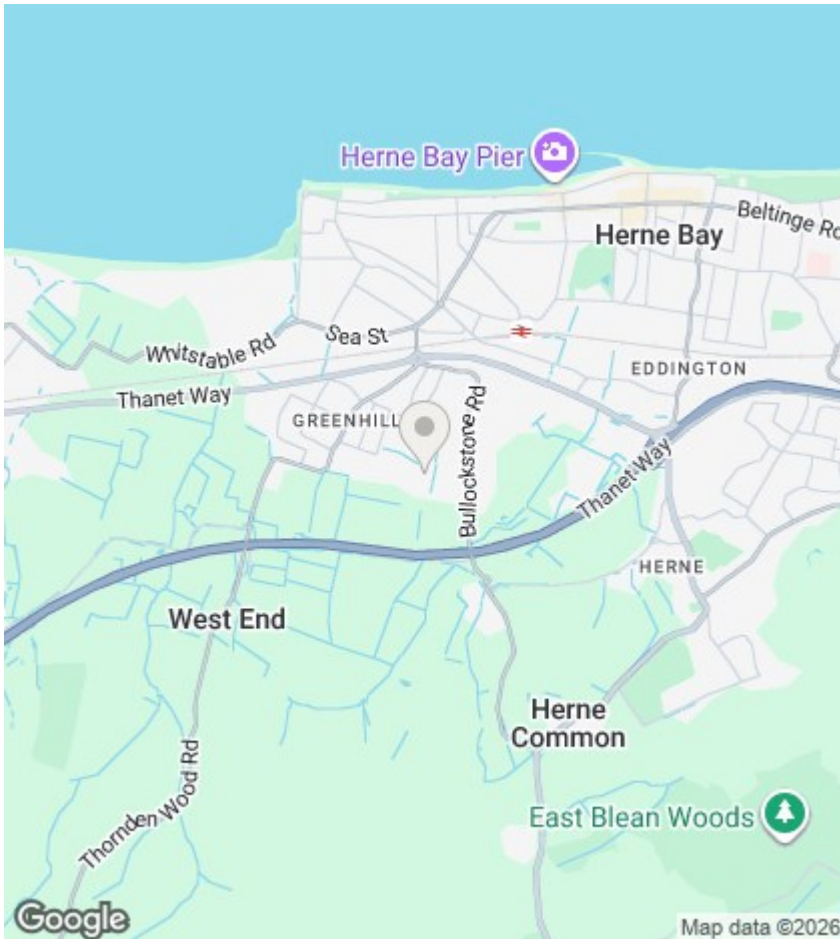 Herne Bay Pier
Beltinge Rd
Herne Bay
Sea St
Whitstable Rd
EDDINGTON
Thanet Way
GREENHILL
Bullockstone Rd
Thanet Way
HERNE
West End
Herne
Common
Thornden Wood Rd
East Blean Woods
Google
Map data ©2026